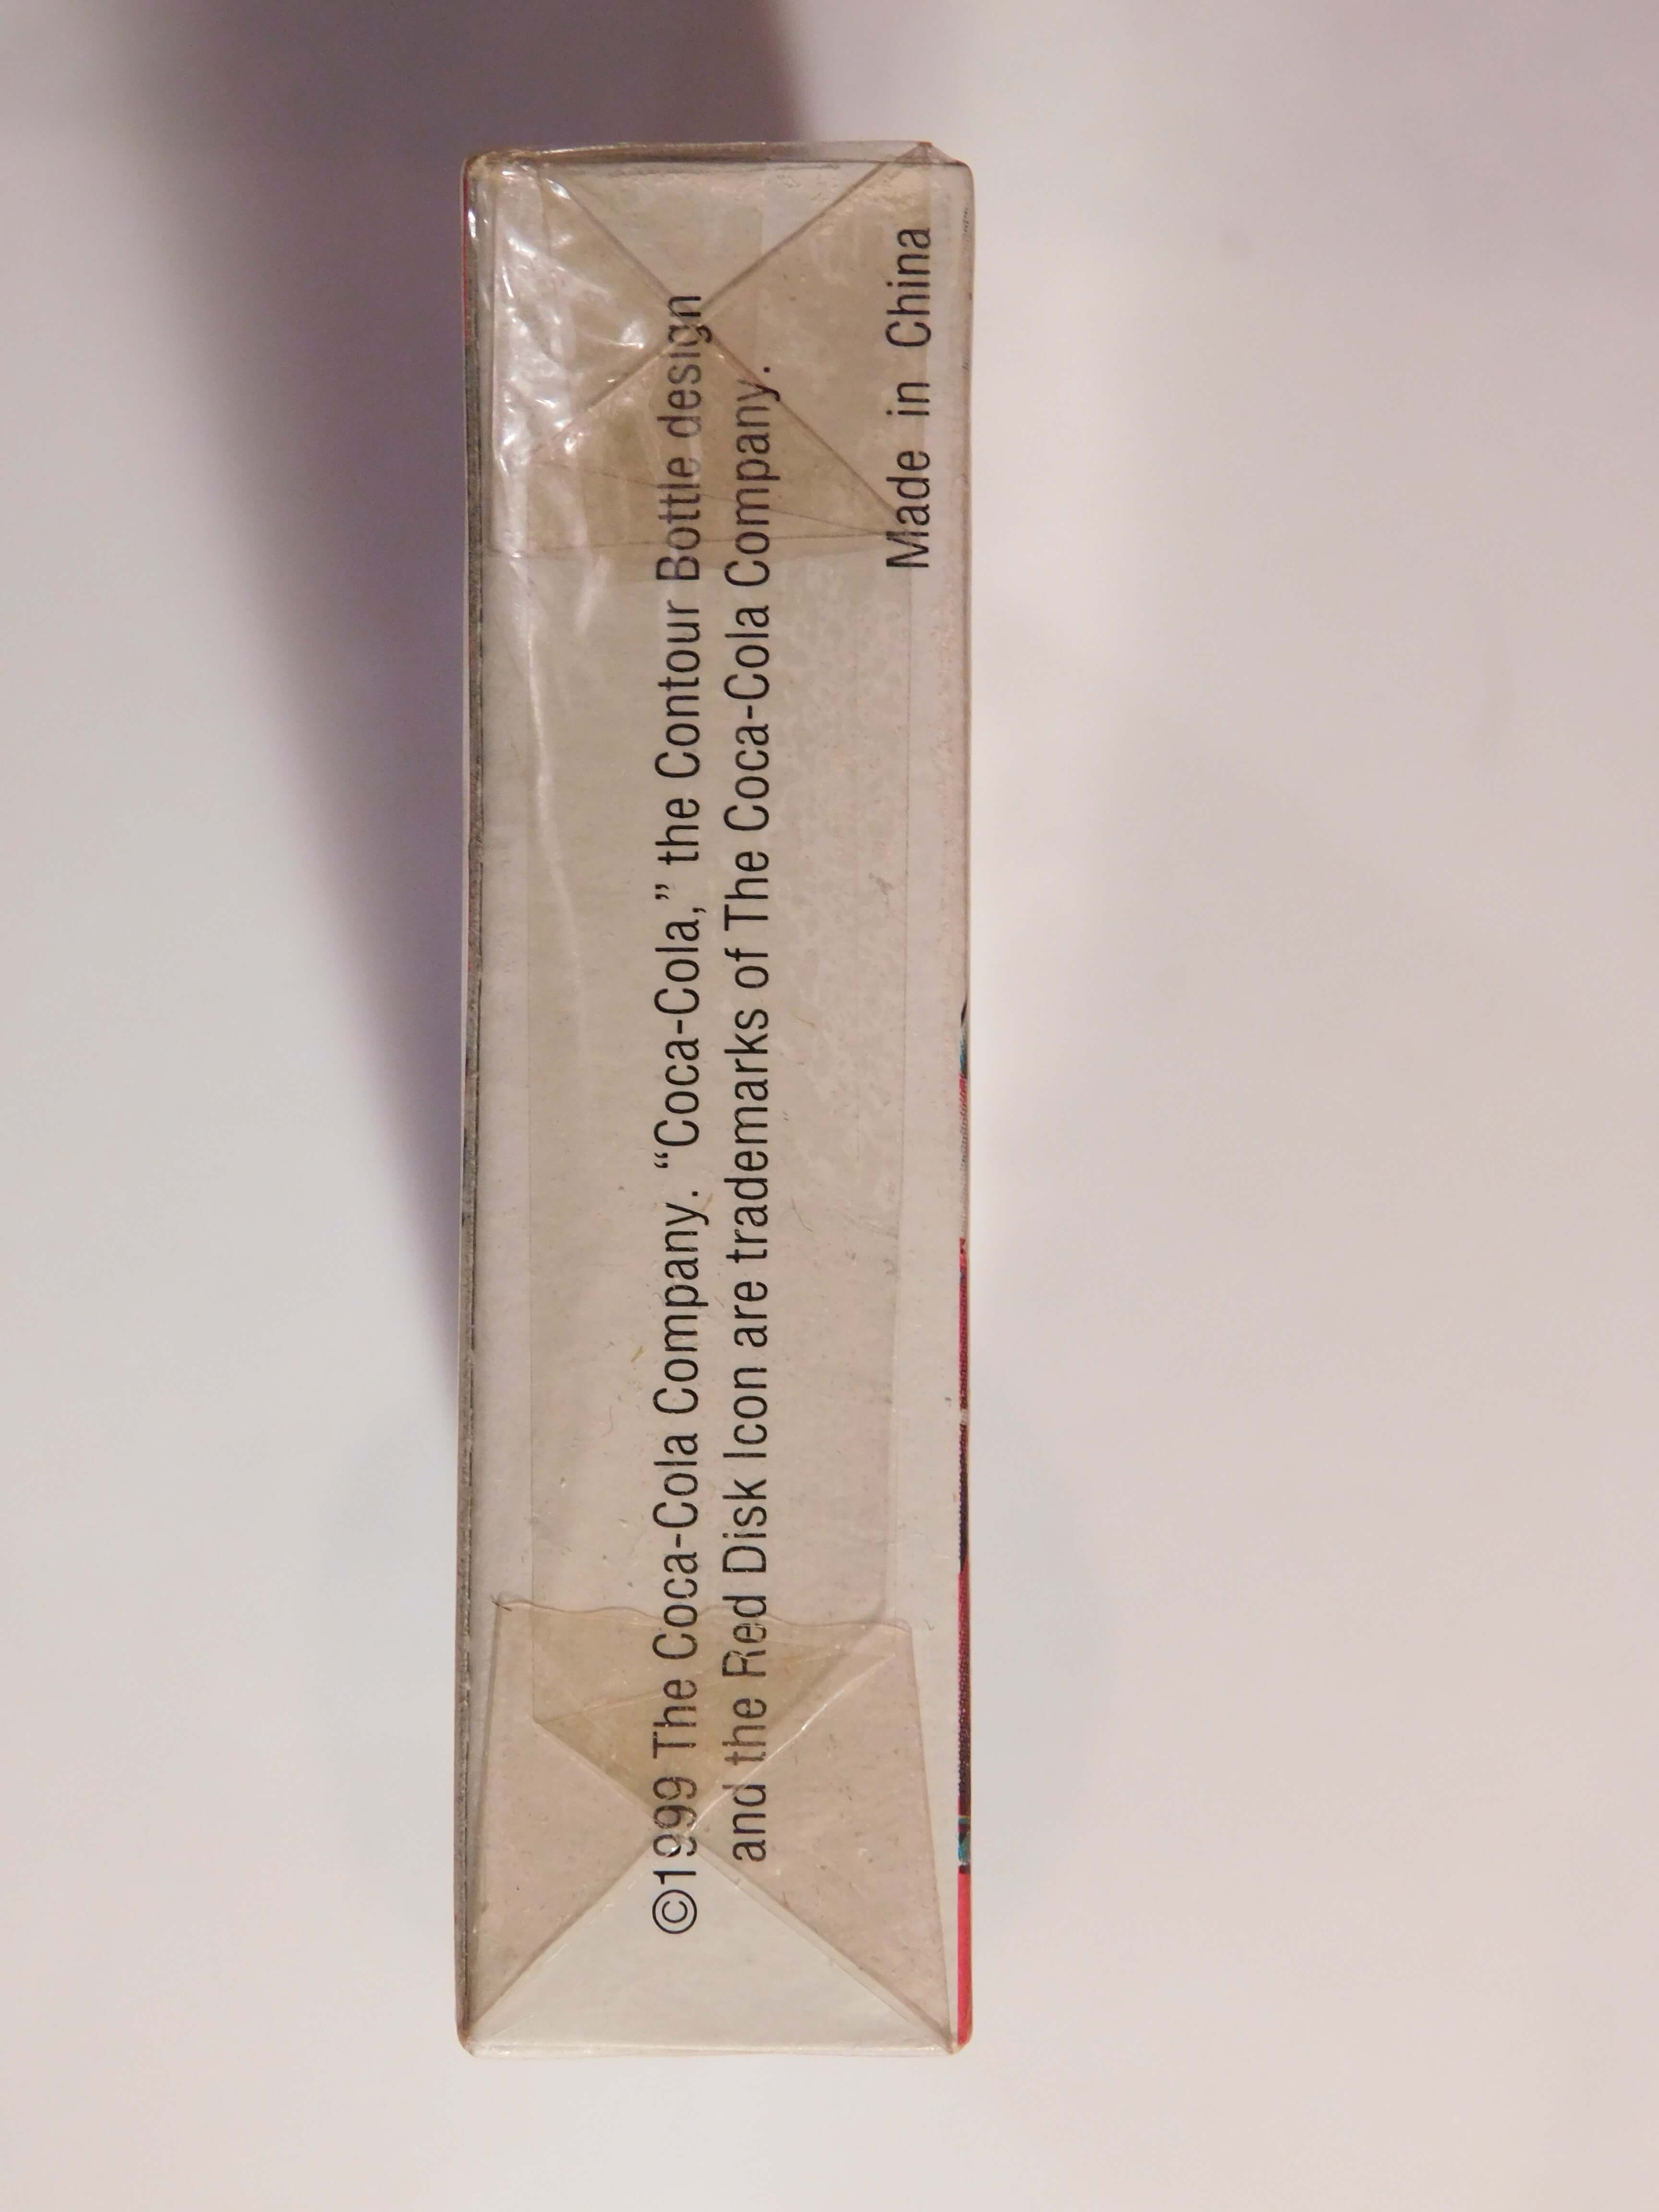 ©1999 The Coca-Cola Company. “Coca-Cola,” the Contour Bottle design
and the Red Disk Icon are trademarks of The Coca-Cola Company.
Made in China